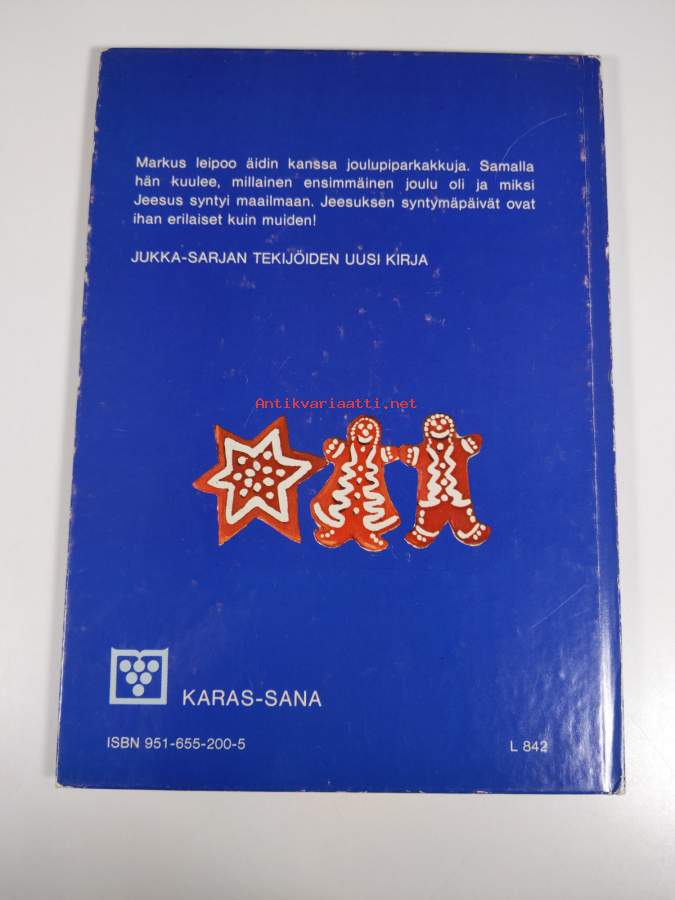 Markus leipoo äidin kanssa joulupiparkakkuja. Samalla
hän kuulee, millainen ensimmäinen joulu oli ja miksi
Jeesus syntyi maailmaan. Jeesuksen syntymäpäivät ovat
ihan erilaiset kuin muiden!
JUKKA-SARJAN TEKIJÖIDEN UUSI KIRJA
Antikvariaatti.net
KARAS-SANA
ISBN 951-655-200-5
L 842